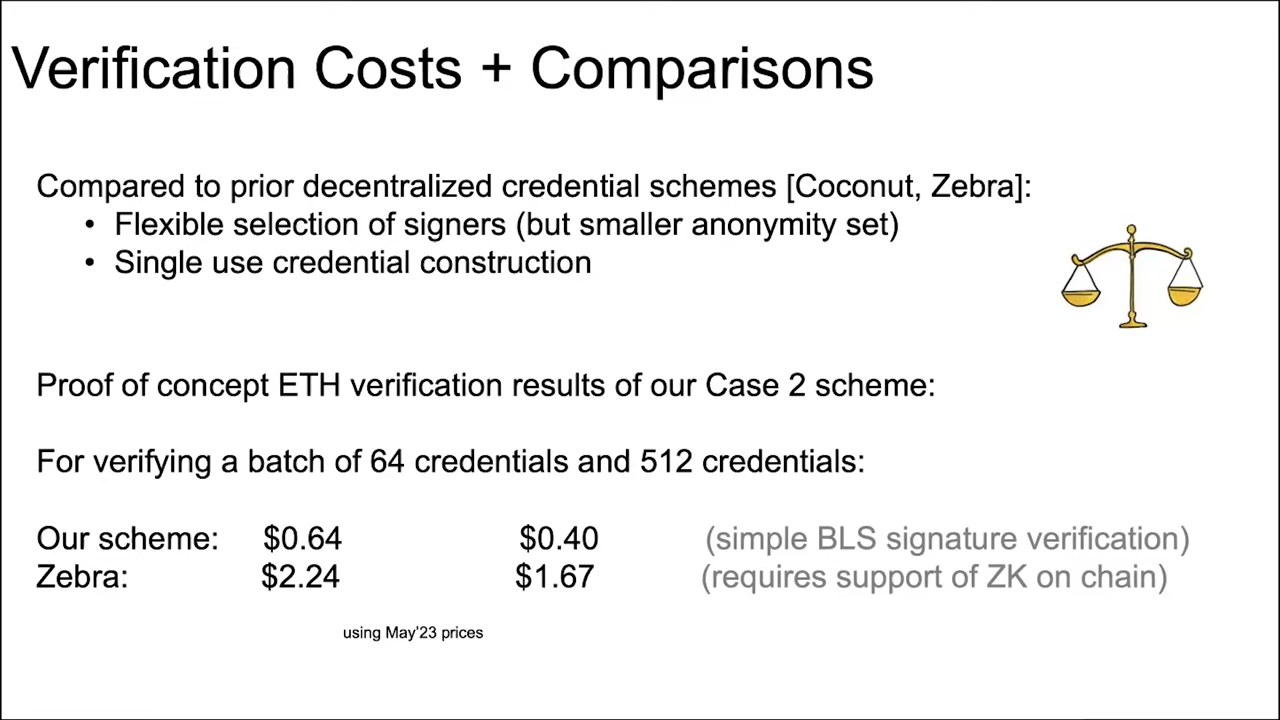 Verification Costs + Comparisons
Compared to prior decentralized credential schemes [Coconut, Zebra]:
• Flexible selection of signers (but smaller anonymity set)
• Single use credential construction
Proof of concept ETH verification results of our Case 2 scheme:
For verifying a batch of 64 credentials and 512 credentials:
Our scheme: $0.64 $0.40 (simple BLS signature verification)
Zebra: $2.24 $1.67 (requires support of ZK on chain)
using May'23 prices